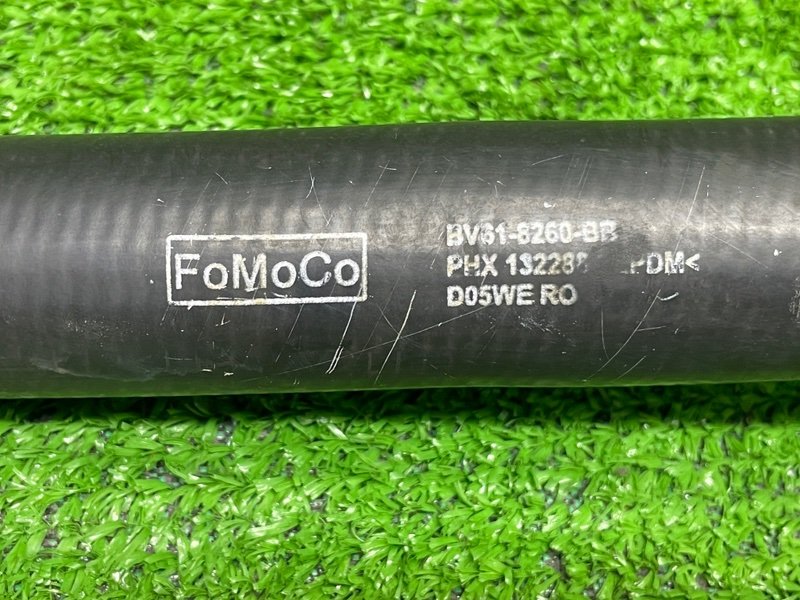 FoMoCo
BV61-8260-BB
PHX
D05WE RO